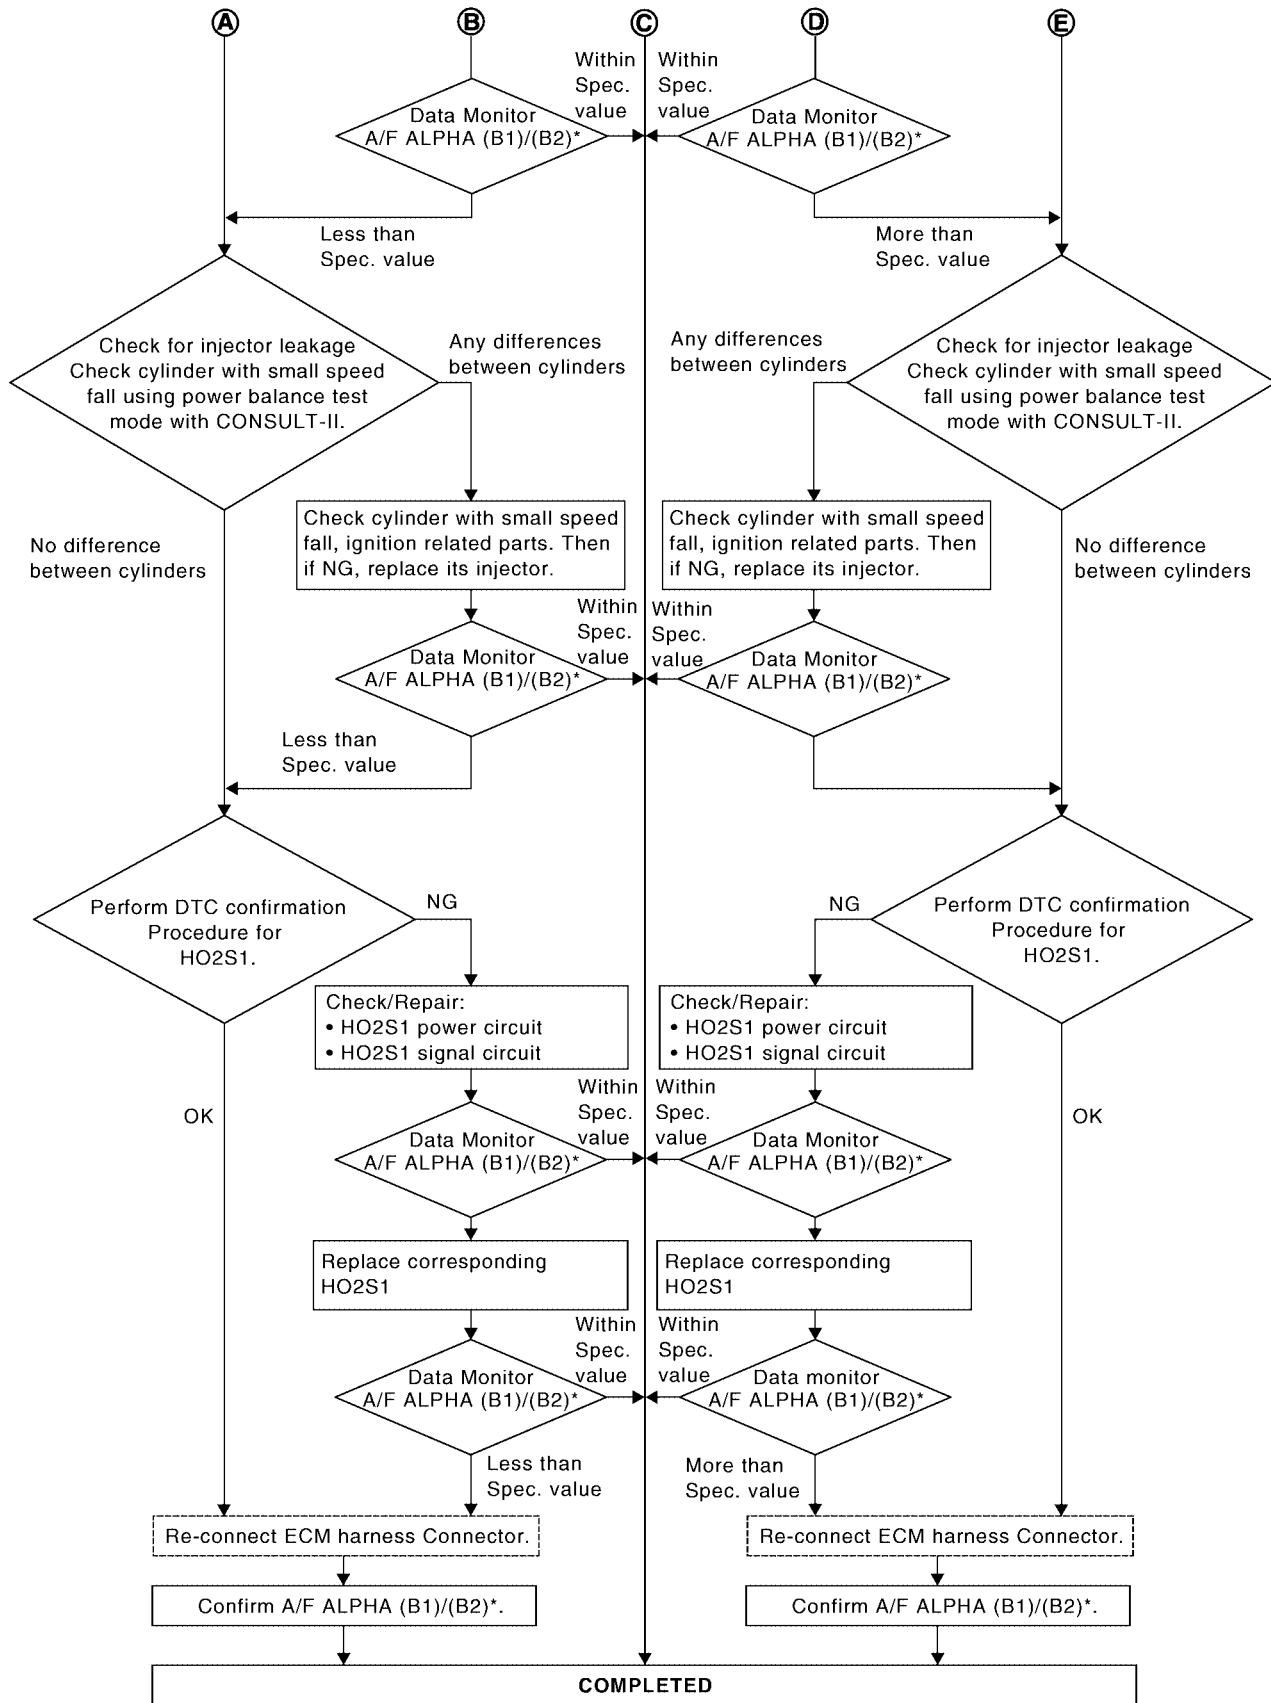 A
B
C
D
E
Within
Spec.
value
Within
Spec.
value
Data Monitor
A/F ALPHA (B1)/(B2)*
Data Monitor
A/F ALPHA (B1)/(B2)*
Less than
Spec. value
More than
Spec. value
Check for injector leakage
Check cylinder with small speed
fall using power balance test
mode with CONSULT-II.
Any differences
between cylinders
Any differences
between cylinders
Check for injector leakage
Check cylinder with small speed
fall using power balance test
mode with CONSULT-II.
No difference
between cylinders
Check cylinder with small speed
fall, ignition related parts. Then
if NG, replace its injector.
Check cylinder with small speed
fall, ignition related parts. Then
if NG, replace its injector.
No difference
between cylinders
Within
Spec.
value
Within
Spec.
value
Data Monitor
A/F ALPHA (B1)/(B2)*
Data Monitor
A/F ALPHA (B1)/(B2)*
Less than
Spec. value
Perform DTC confirmation
Procedure for
HO2S1.
NG
NG
Perform DTC confirmation
Procedure for
HO2S1.
Check/Repair:
• HO2S1 power circuit
• HO2S1 signal circuit
Check/Repair:
• HO2S1 power circuit
• HO2S1 signal circuit
OK
Within
Spec.
value
Within
Spec.
value
OK
Data Monitor
A/F ALPHA (B1)/(B2)*
Data Monitor
A/F ALPHA (B1)/(B2)*
Replace corresponding
HO2S1
Replace corresponding
HO2S1
Within
Spec.
value
Within
Spec.
value
Data Monitor
A/F ALPHA (B1)/(B2)*
Data monitor
A/F ALPHA (B1)/(B2)*
Less than
Spec. value
More than
Spec. value
Re-connect ECM harness Connector.
Re-connect ECM harness Connector.
Confirm A/F ALPHA (B1)/(B2)*.
Confirm A/F ALPHA (B1)/(B2)*.
COMPLETED